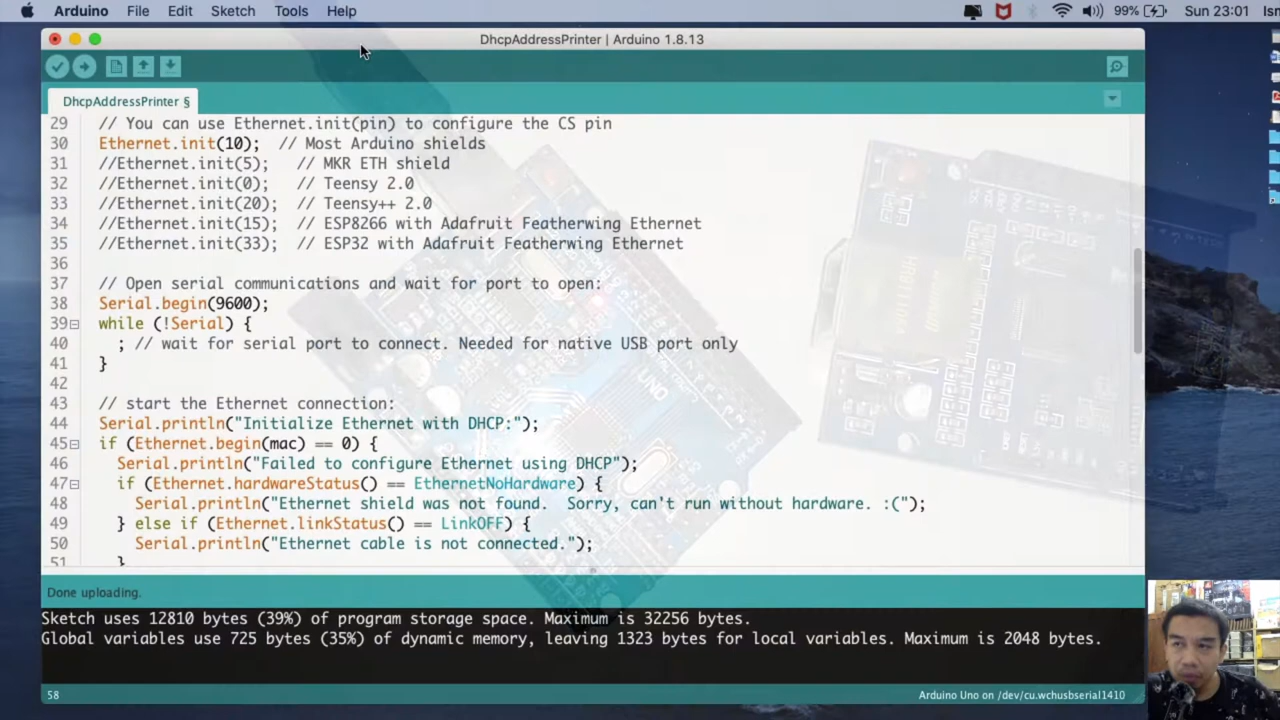 Arduino File Edit Sketch Tools Help 99% Sun 23:01
DhcpAddressPrinter | Arduino 1.8.13
DhcpAddressPrinter §
29 // You can use Ethernet.init(pin) to configure the CS pin
30 Ethernet.init(10);  // Most Arduino shields
31 //Ethernet.init(5);   // MKR ETH shield
32 //Ethernet.init(0);   // Teensy 2.0
33 //Ethernet.init(20);  // Teensy++ 2.0
34 //Ethernet.init(15);  // ESP8266 with Adafruit Featherwing Ethernet
35 //Ethernet.init(33);  // ESP32 with Adafruit Featherwing Ethernet
36
37 // Open serial communications and wait for port to open:
38 Serial.begin(9600);
39 while (!Serial) {
40 ; // wait for serial port to connect. Needed for native USB port only
41 }
42
43 // start the Ethernet connection:
44 Serial.println("Initialize Ethernet with DHCP:");
45 if (Ethernet.begin(mac) == 0) {
46 Serial.println("Failed to configure Ethernet using DHCP");
47 if (Ethernet.hardwareStatus() == EthernetNoHardware) {
48 Serial.println("Ethernet shield was not found.  Sorry, can't run without hardware. :(");
49 } else if (Ethernet.linkStatus() == LinkOFF) {
50 Serial.println("Ethernet cable is not connected.");
51 }
UNO
Done uploading.
Sketch uses 12810 bytes (39%) of program storage space. Maximum is 32256 bytes.
Global variables use 725 bytes (35%) of dynamic memory, leaving 1323 bytes for local variables. Maximum is 2048 bytes.
58 Arduino Uno on /dev/cu.wchusbserial1410